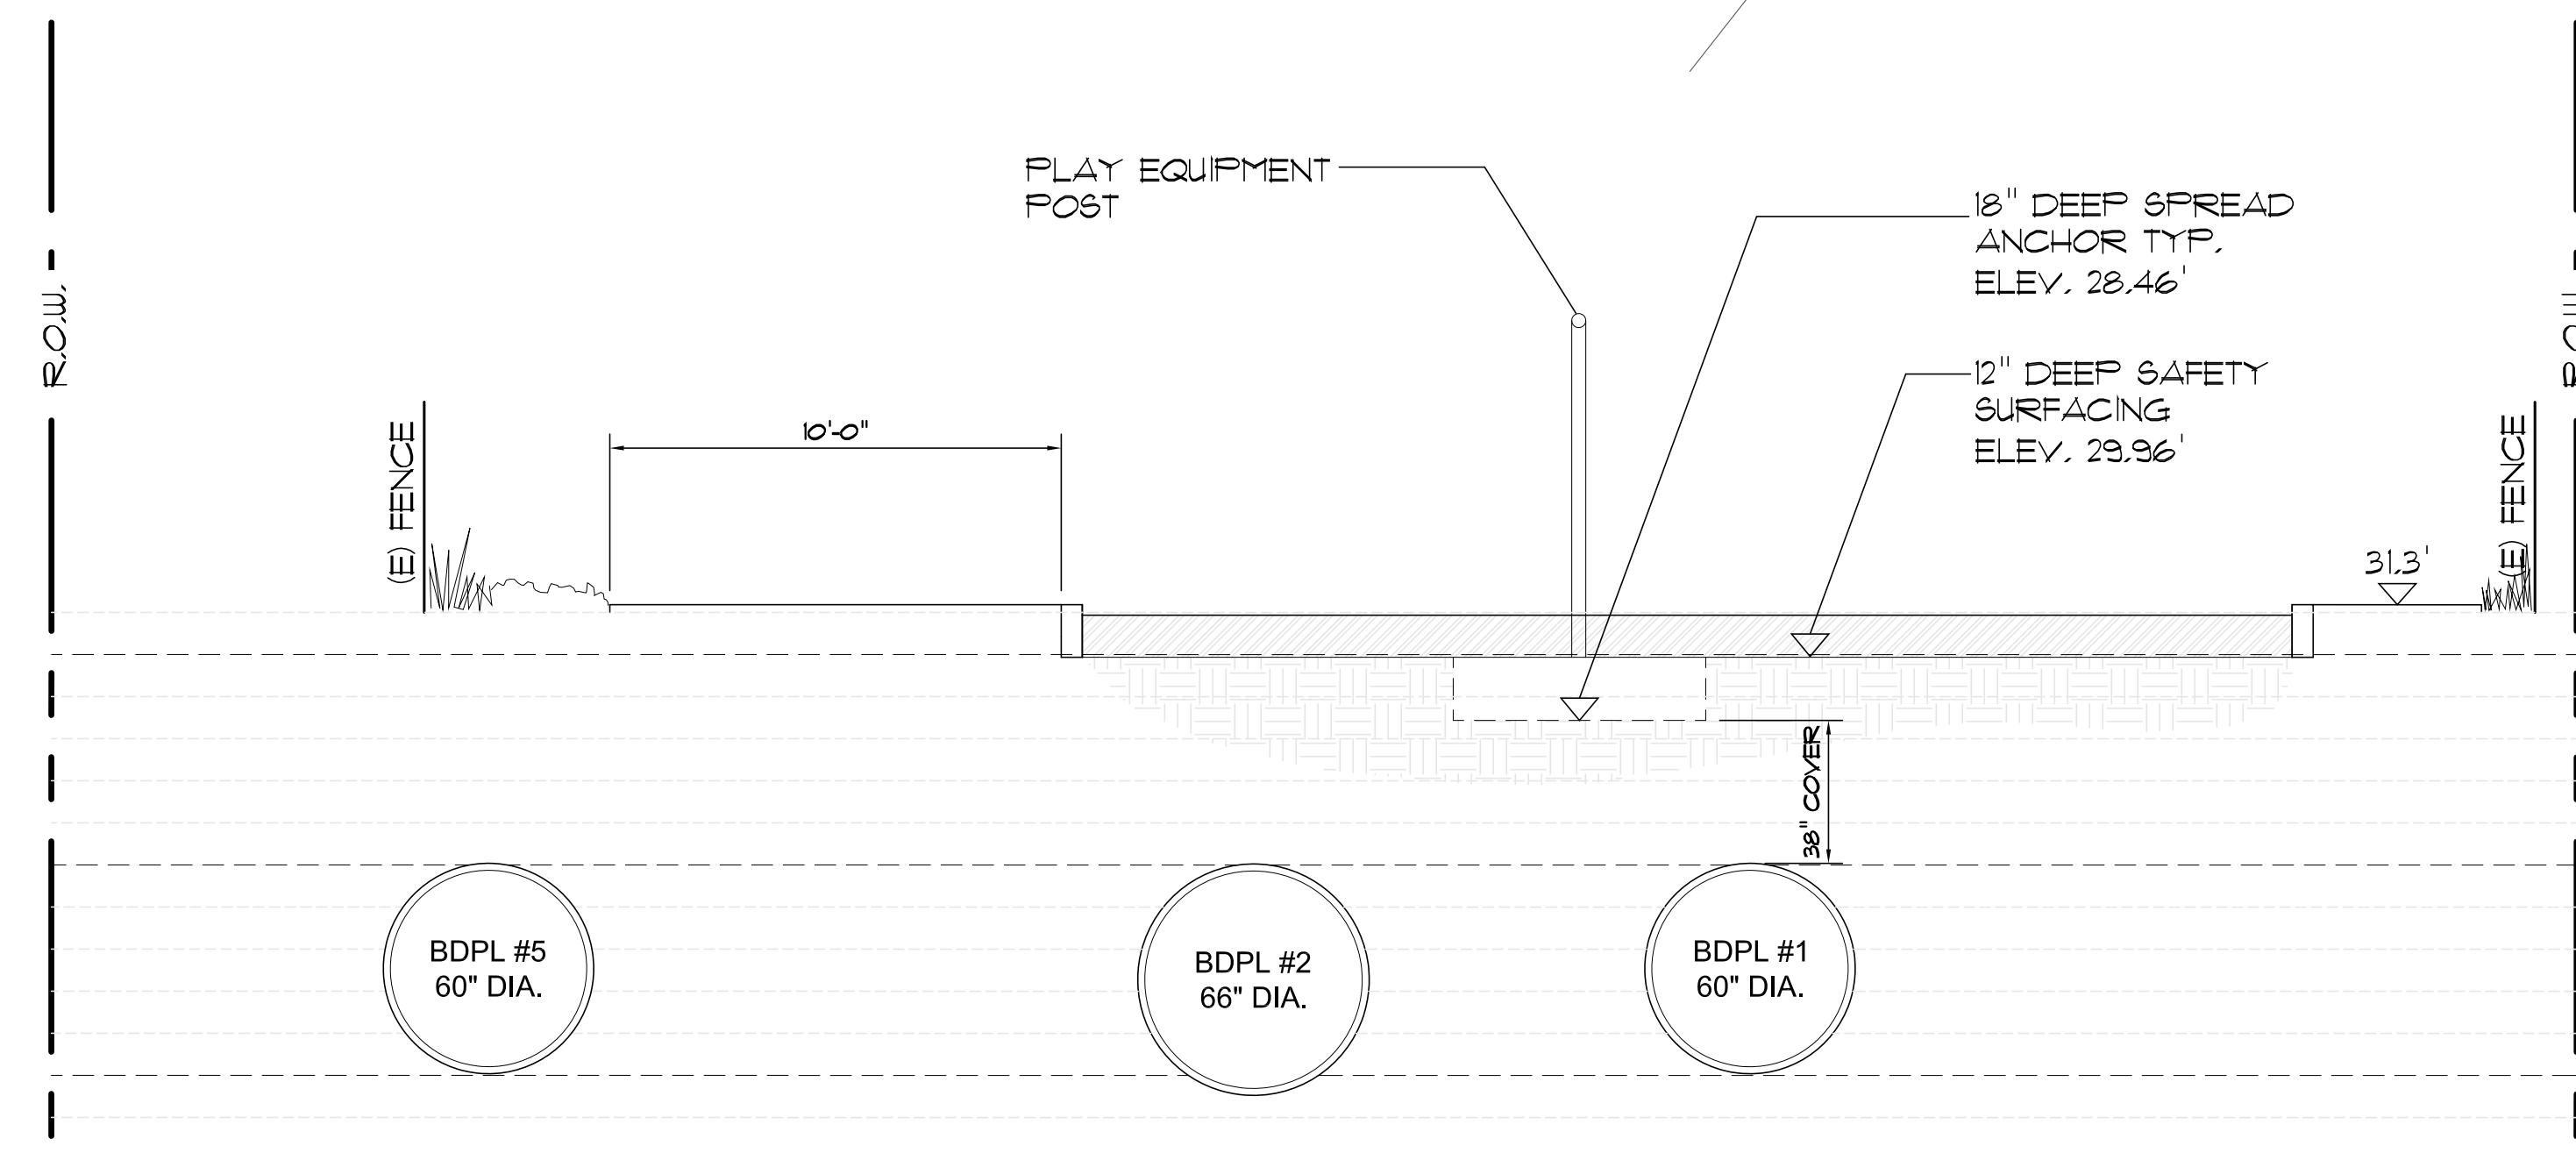 PLAY EQUIPMENT
POST
18" DEEP SPREAD
ANCHOR TYP.
ELEV. 28.46'
12" DEEP SAFETY
SURFACING
ELEV. 29.96'
R.O.W.
(E) FENCE
10'-0"
31.3'
(E) FENCE
38" COVER
BDPL #5
60" DIA.
BDPL #2
66" DIA.
BDPL #1
60" DIA.